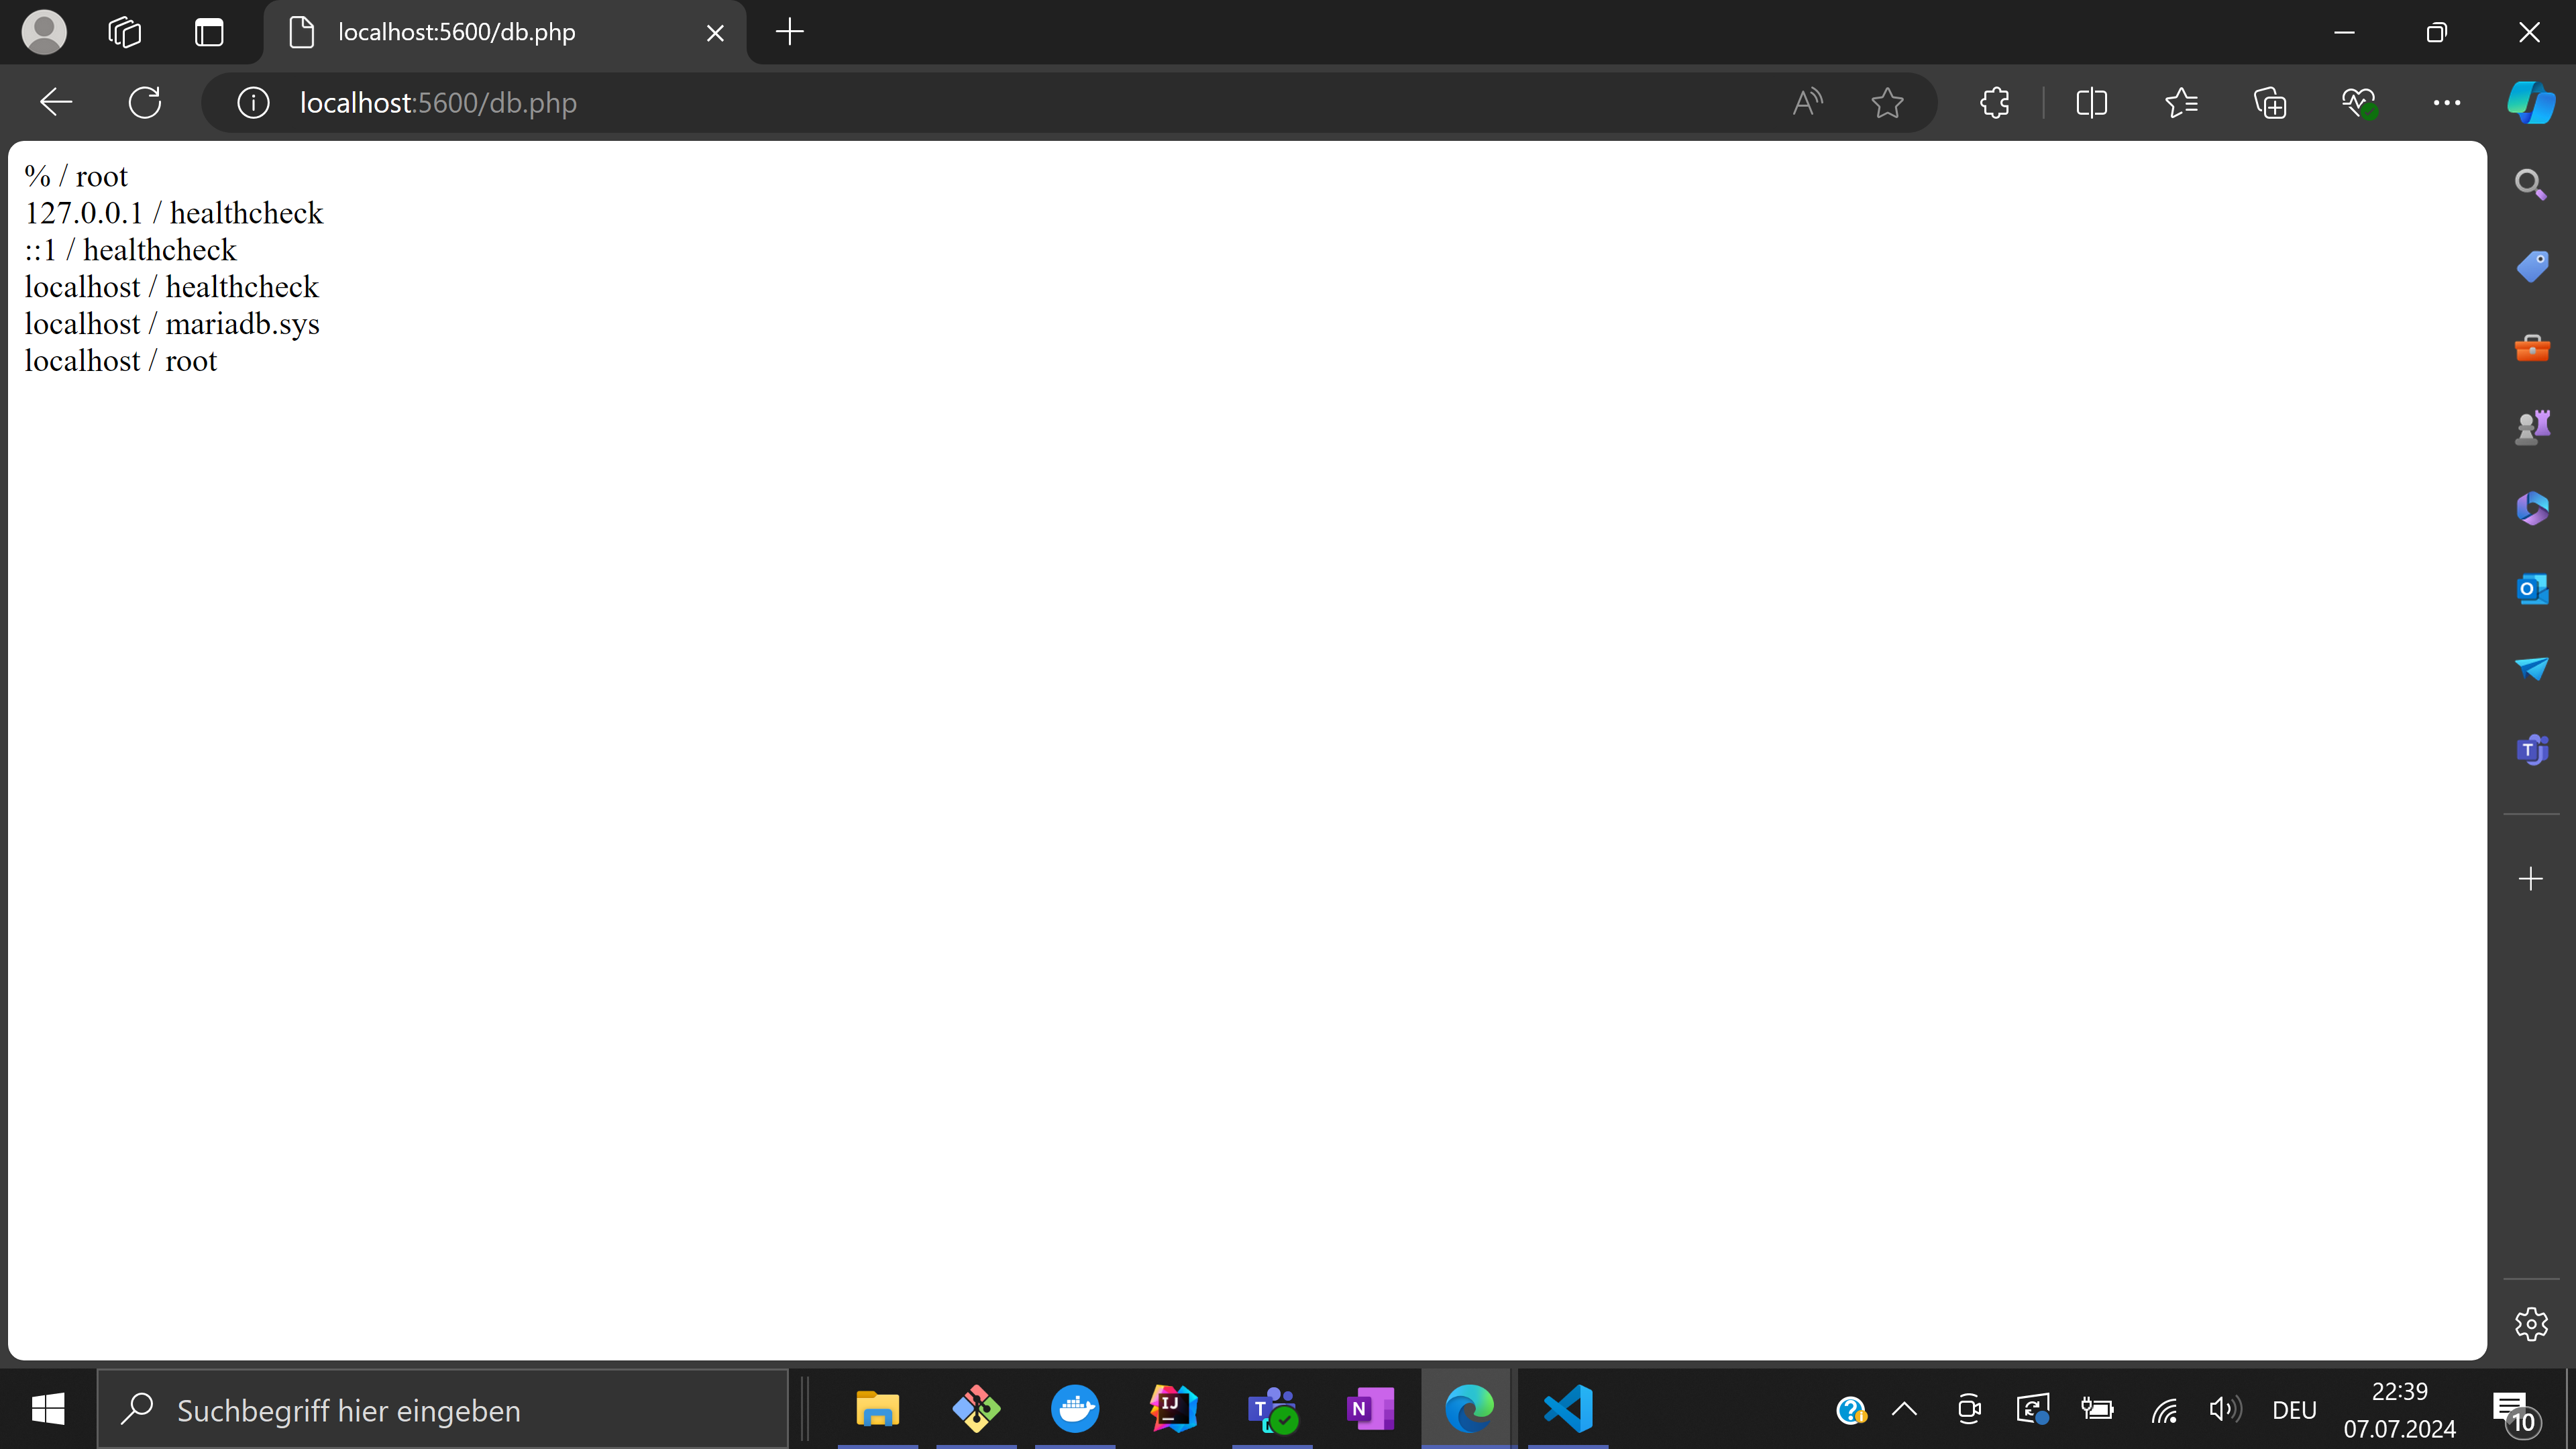 localhost:5600/db.php
localhost:5600/db.php
% / root
127.0.0.1 / healthcheck
::1 / healthcheck
localhost / healthcheck
localhost / mariadb.sys
localhost / root
Suchbegriff hier eingeben
DEU
22:39
07.07.2024
10